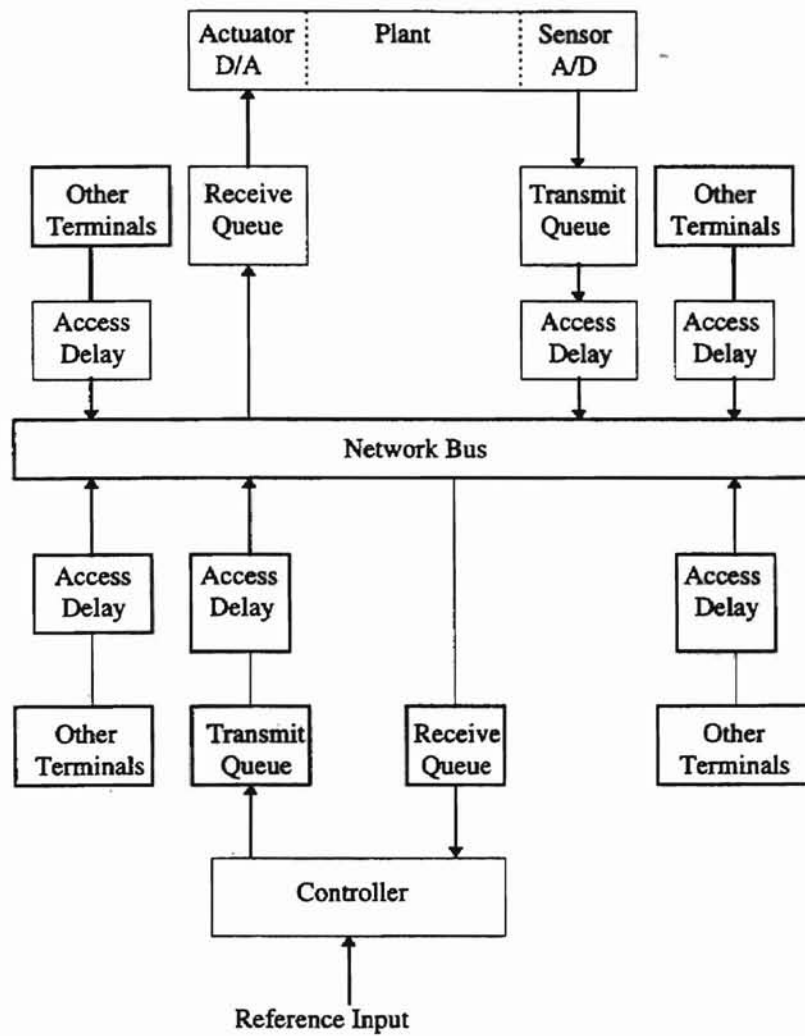 Actuator
D/A
Plant
Sensor
A/D
Other
Terminals
Receive
Queue
Transmit
Queue
Other
Terminals
Access
Delay
Access
Delay
Access
Delay
Network Bus
Access
Delay
Access
Delay
Access
Delay
Other
Terminals
Transmit
Queue
Receive
Queue
Other
Terminals
Controller
Reference Input